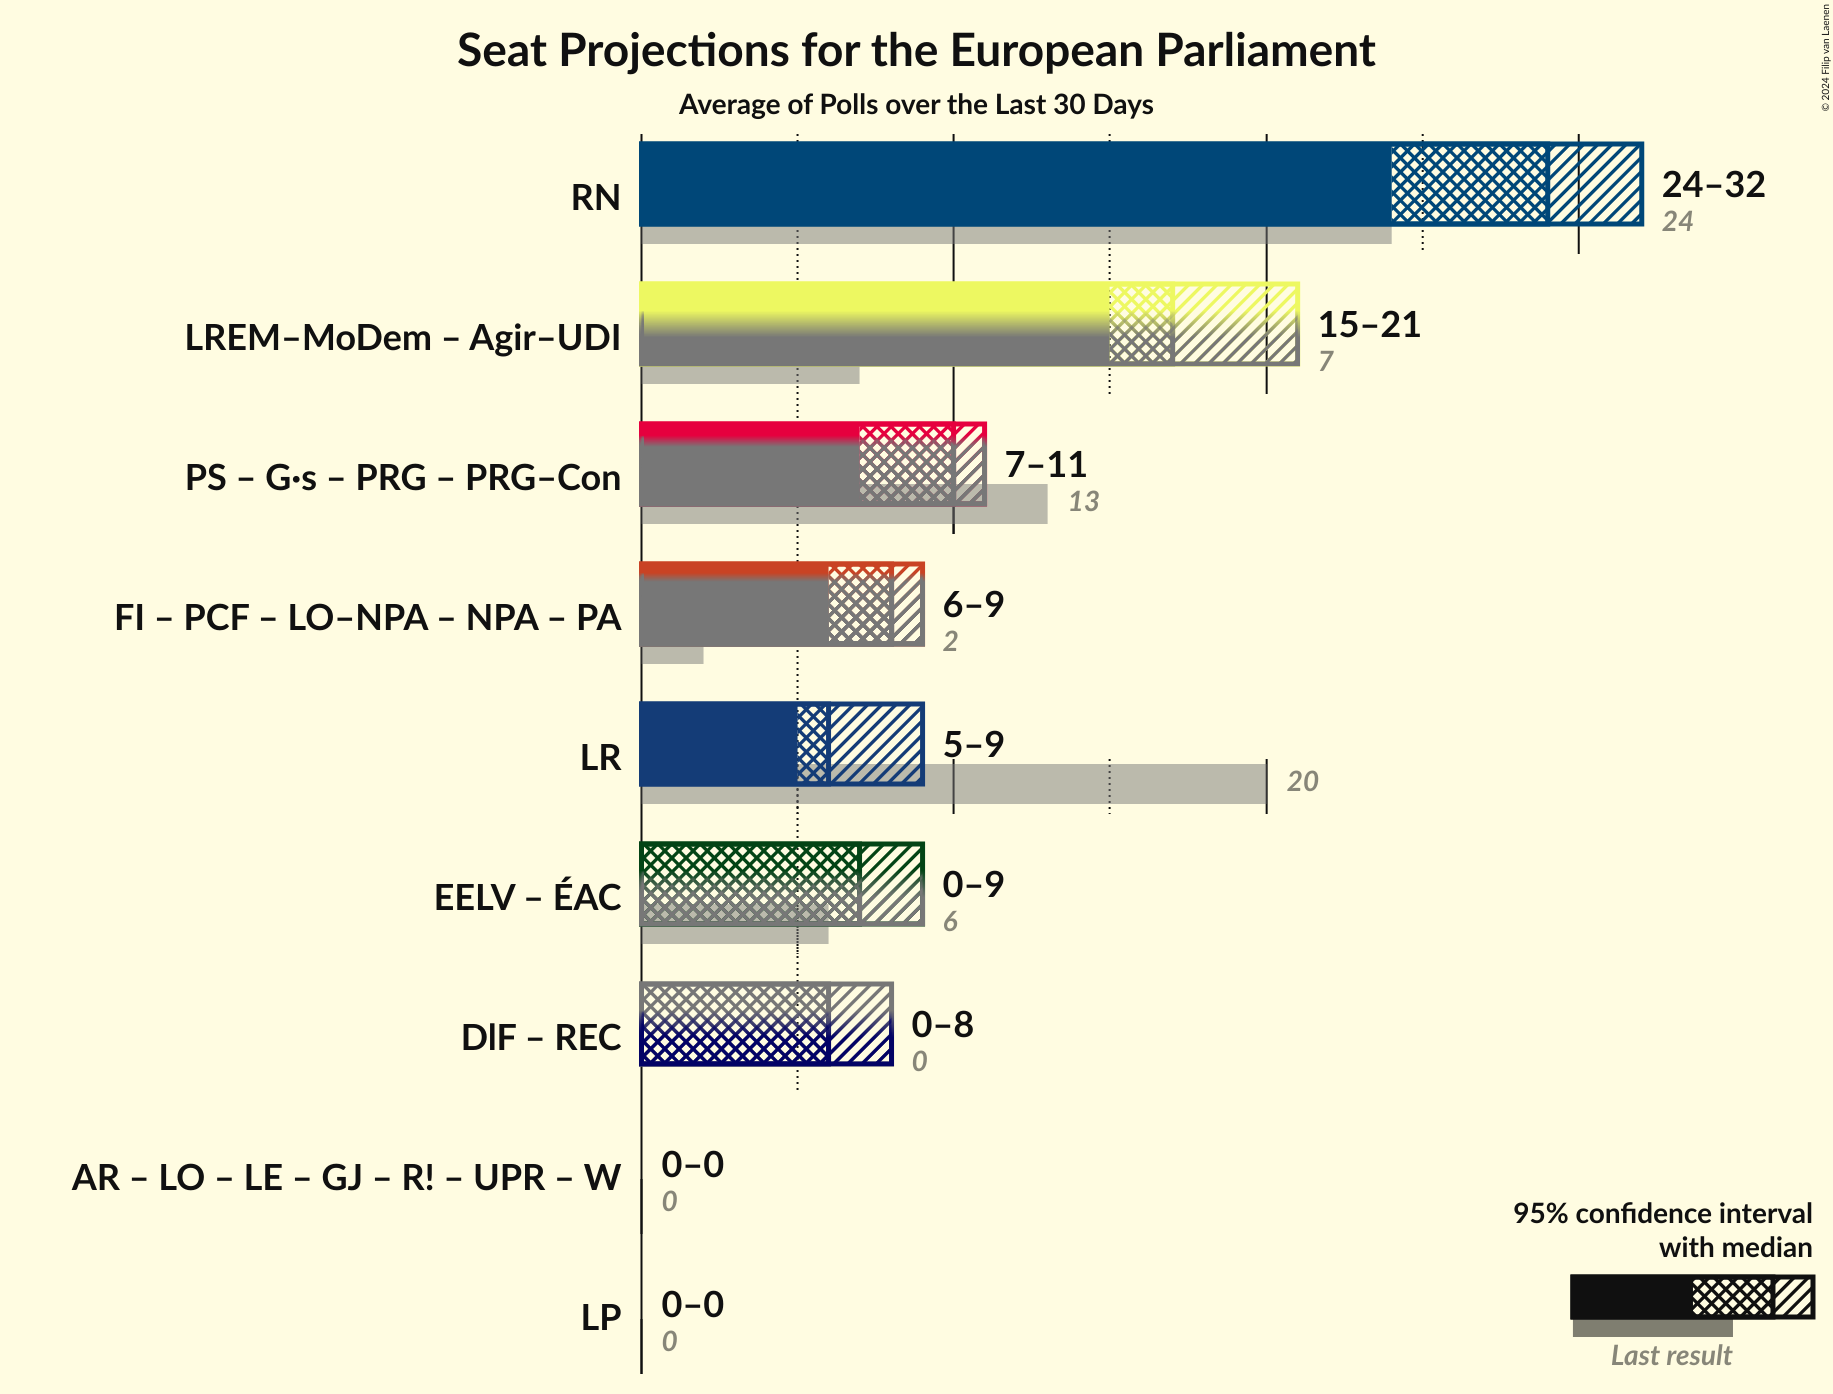 Seat Projections for the European Parliament
Average of Polls over the Last 30 Days
© 2024 Filip van Laenen
RN
24–32
24
LREM–MoDem – Agir–UDI
15–21
7
PS – G·s – PRG – PRG–Con
7–11
13
FI – PCF – LO–NPA – NPA – PA
6–9
2
LR
5–9
20
EELV – ÉAC
0–9
6
DlF – REC
0–8
0
AR – LO – LE – GJ – R! – UPR – W
0–0
0
LP
0–0
0
95% confidence interval
with median
Last result